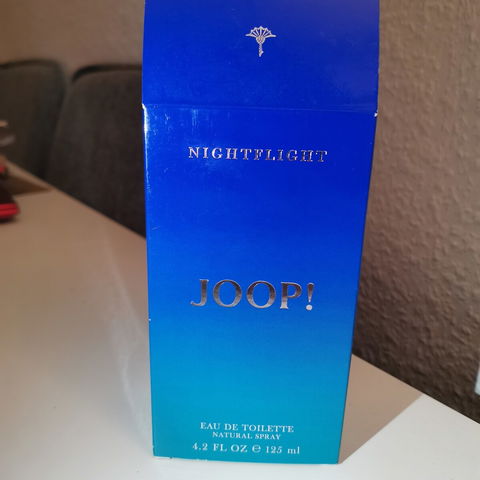 NIGHTFLIGHT
JOOP!
EAU DE TOILETTE
NATURAL SPRAY
4.2 FL OZ ℮ 125 ml